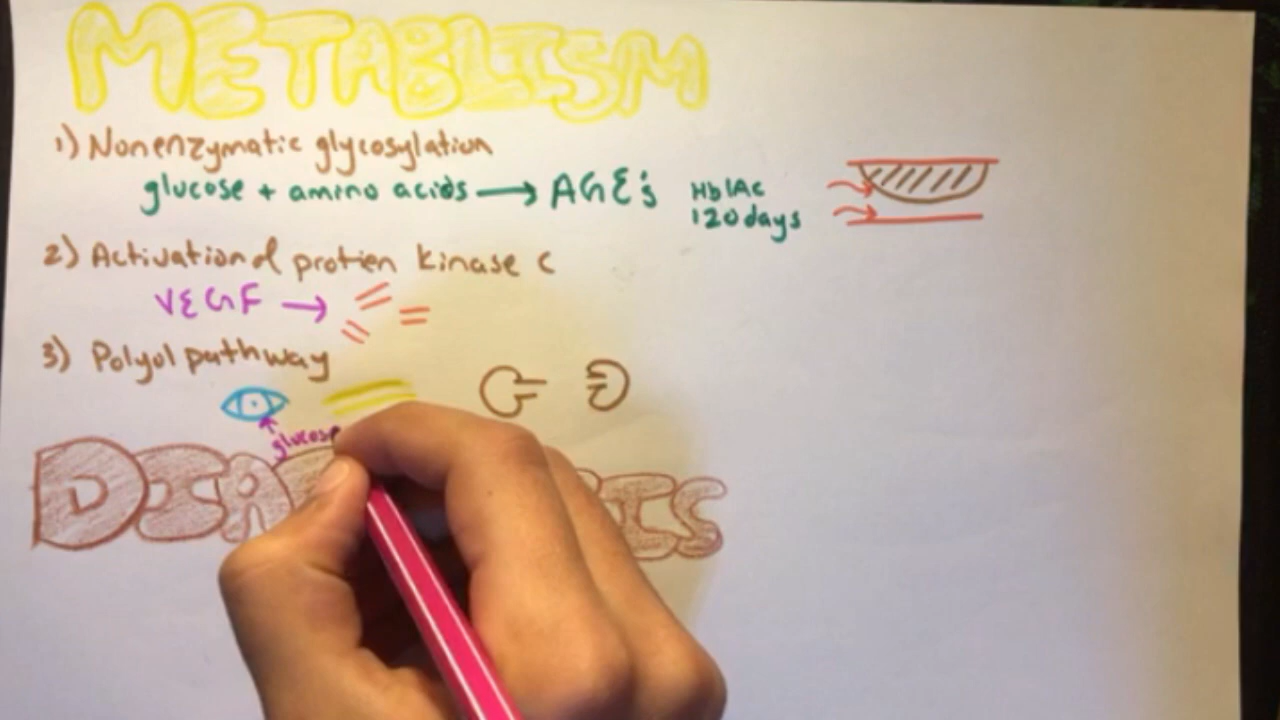 METABLISM
1) Nonenzymatic glycosylation
glucose + amino acids → AGE's
HbIAc
120 days
2) Activation of protien kinase C
VEGF →
3) Polyol pathway
glucose